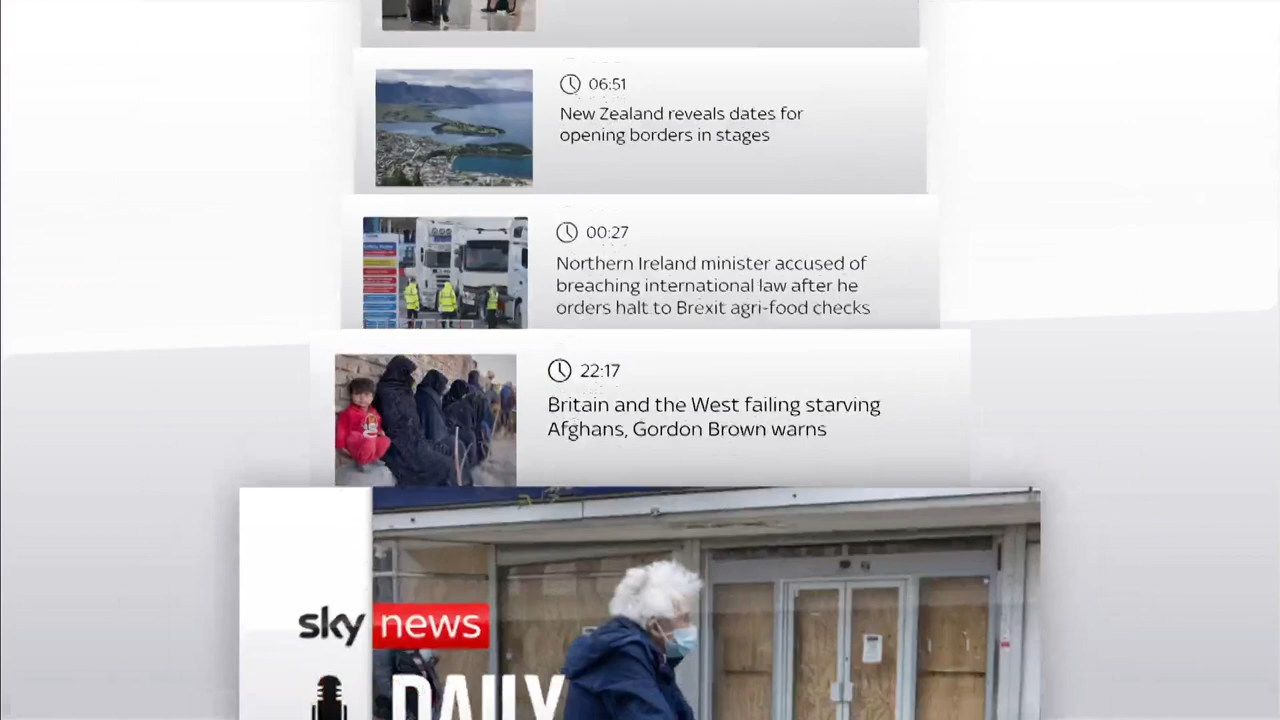 06:51
New Zealand reveals dates for
opening borders in stages
00:27
Northern Ireland minister accused of
breaching international law after he
orders halt to Brexit agri-food checks
22:17
Britain and the West failing starving
Afghans, Gordon Brown warns
sky news
DAILY